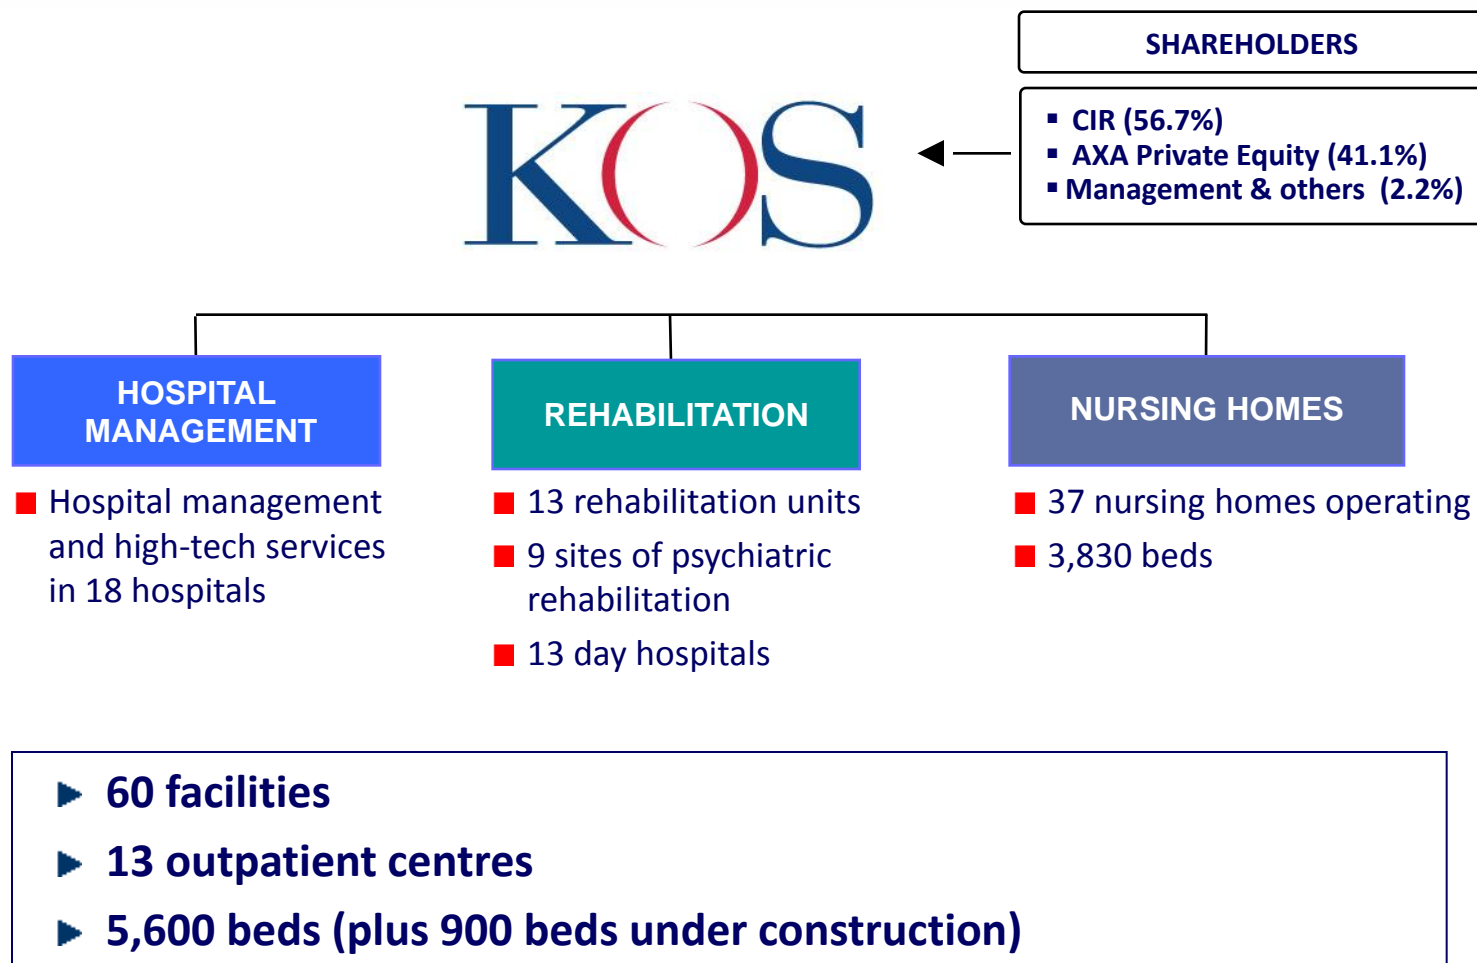 SHAREHOLDERS
KOS
▪ CIR (56.7%)
▪ AXA Private Equity (41.1%)
▪ Management & others (2.2%)
HOSPITAL
MANAGEMENT
Hospital management
and high-tech services
in 18 hospitals
REHABILITATION
13 rehabilitation units
9 sites of psychiatric
rehabilitation
13 day hospitals
NURSING HOMES
37 nursing homes operating
3,830 beds
60 facilities
13 outpatient centres
5,600 beds (plus 900 beds under construction)